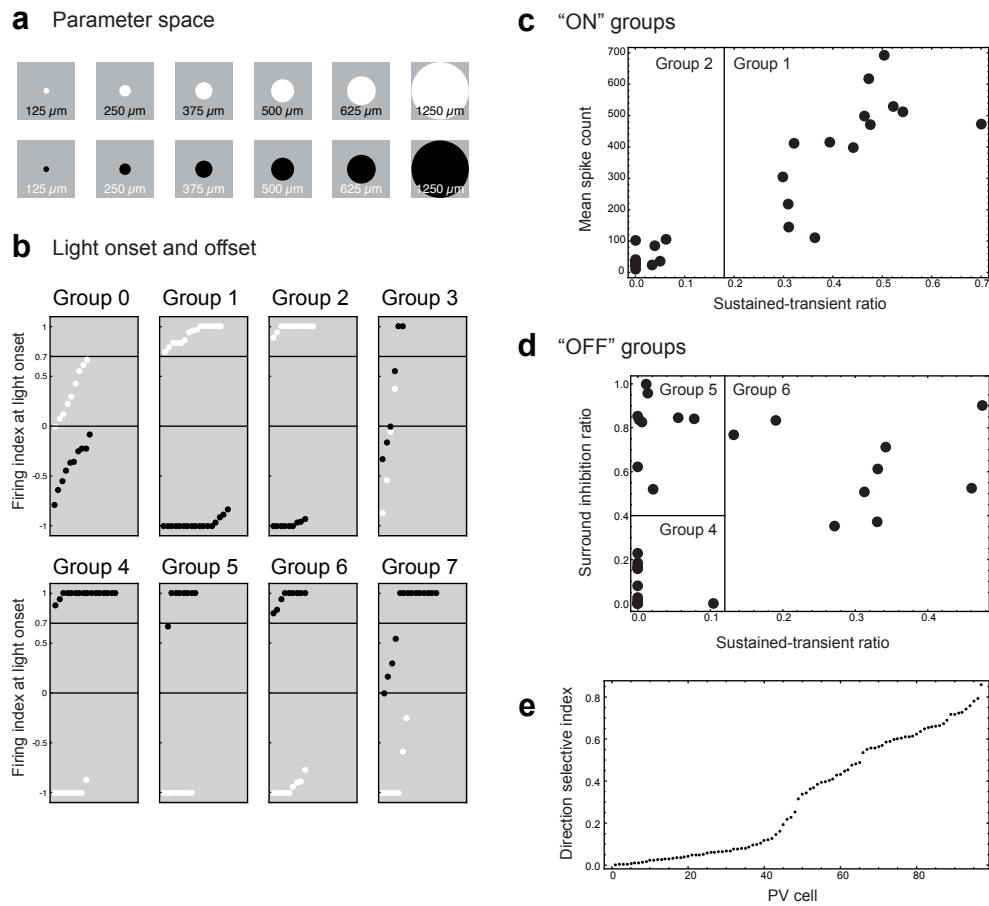 a Parameter space
125 µm 250 µm 375 µm 500 µm 625 µm 1250 µm
125 µm 250 µm 375 µm 500 µm 625 µm 1250 µm
b Light onset and offset
Group 0 Group 1 Group 2 Group 3
Firing index at light onset
1
0.7
0.5
0
-0.5
-1
Group 4 Group 5 Group 6 Group 7
Firing index at light onset
1
0.7
0.5
0
-0.5
-1
c "ON" groups
Group 2 Group 1
Mean spike count
700
600
500
400
300
200
100
0
0.0 0.1 0.2 0.3 0.4 0.5 0.6 0.7
Sustained-transient ratio
d "OFF" groups
Group 5 Group 6
Group 4
Surround inhibition ratio
1.0
0.8
0.6
0.4
0.2
0.0
0.0 0.1 0.2 0.3 0.4
Sustained-transient ratio
e
Direction selective index
0.8
0.6
0.4
0.2
0.0
0 20 40 60 80
PV cell